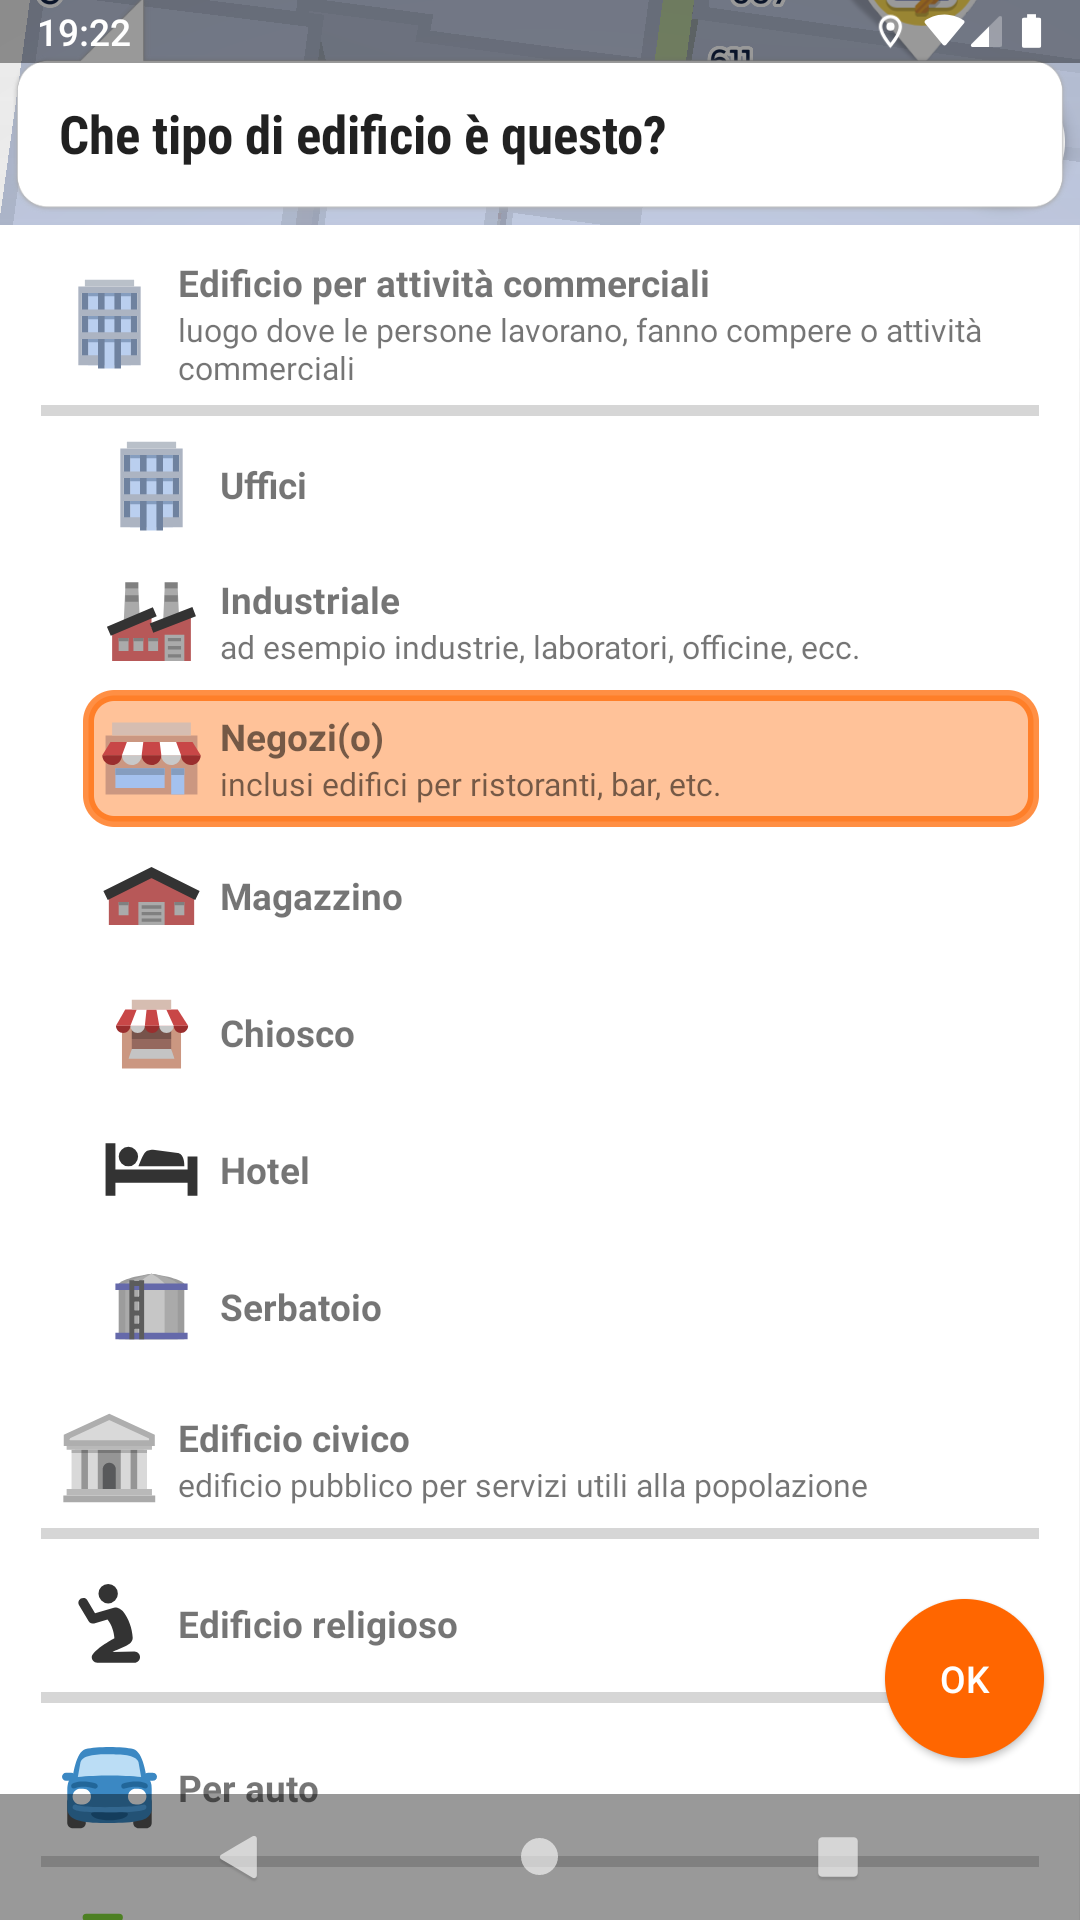 19:22
611
Che tipo di edificio è questo?
Edificio per attività commerciali
luogo dove le persone lavorano, fanno compere o attività
commerciali
Uffici
Industriale
ad esempio industrie, laboratori, officine, ecc.
Negozi(o)
inclusi edifici per ristoranti, bar, etc.
Magazzino
Chiosco
Hotel
Serbatoio
Edificio civico
edificio pubblico per servizi utili alla popolazione
Edificio religioso
OK
Per auto